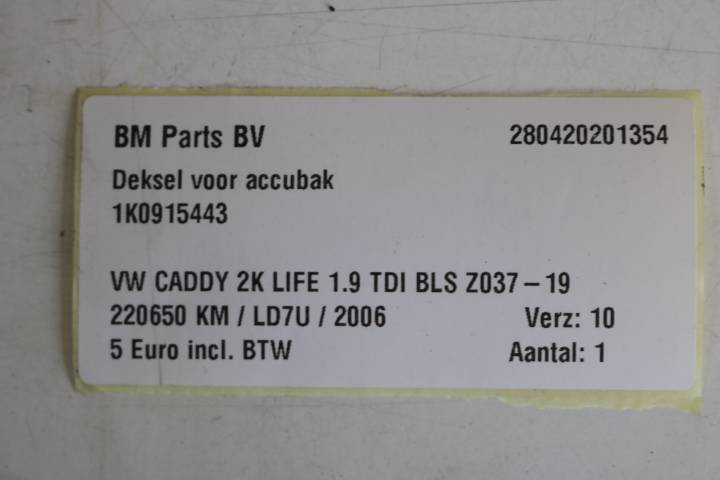 BM Parts BV 280420201354
Deksel voor accubak
1K0915443
VW CADDY 2K LIFE 1.9 TDI BLS Z037-19
220650 KM / LD7U / 2006 Verz: 10
5 Euro incl. BTW Aantal: 1